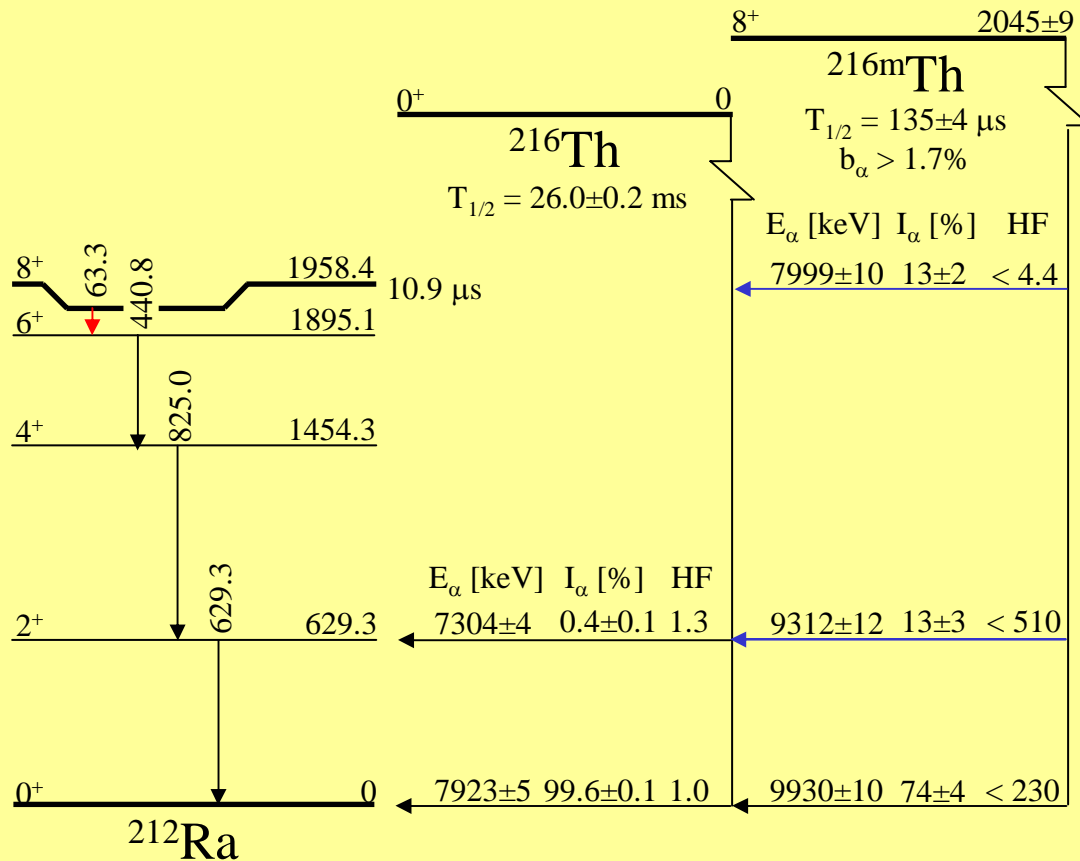 8⁺ 2045±9
²¹⁶ᵐTh
T₁/₂ = 135±4 μs
bα > 1.7%
0⁺ 0
²¹⁶Th
T₁/₂ = 26.0±0.2 ms
Eα [keV] Iα [%] HF
7999±10 13±2 < 4.4
8⁺ 63.3 440.8 1958.4
10.9 μs
6⁺ 1895.1
825.0
4⁺ 1454.3
629.3
Eα [keV] Iα [%] HF
2⁺ 629.3 7304±4 0.4±0.1 1.3 9312±12 13±3 < 510
0⁺ 0 7923±5 99.6±0.1 1.0 9930±10 74±4 < 230
²¹²Ra